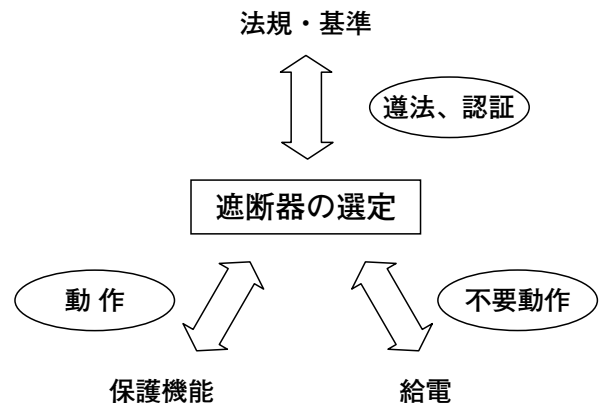 法規・基準
遵法、認証
遮断器の選定
動 作
不要動作
保護機能
給電